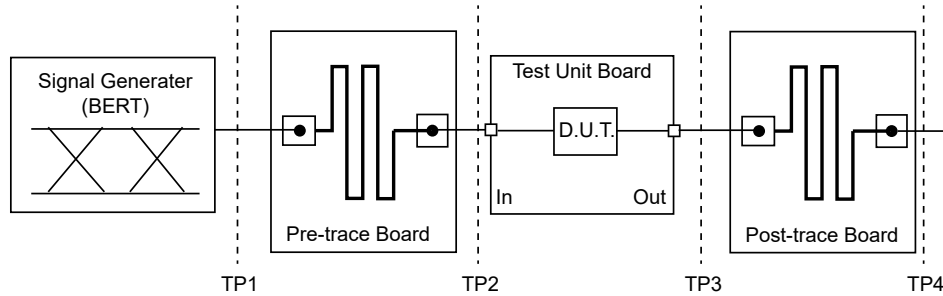 Signal Generater
(BERT)
Pre-trace Board
Test Unit Board
D.U.T.
In
Out
Post-trace Board
TP1
TP2
TP3
TP4